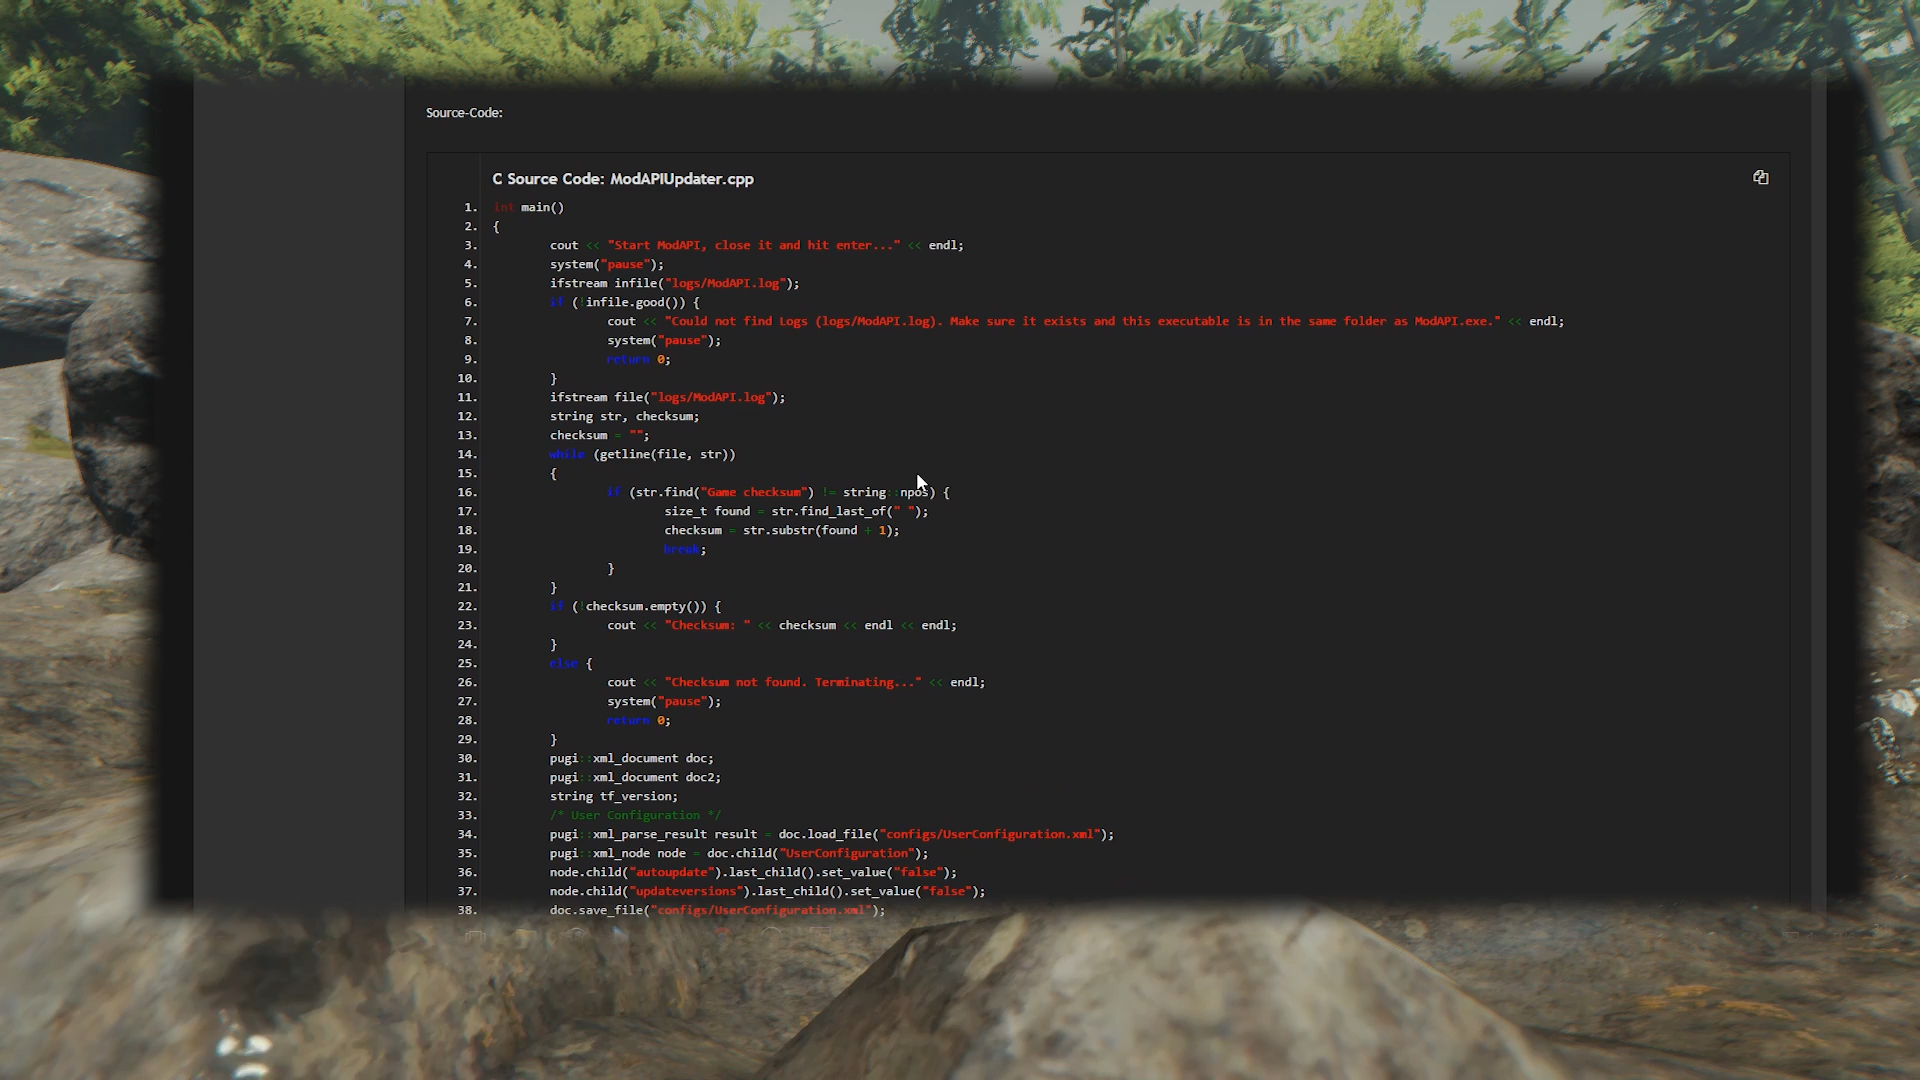 Source-Code:
C Source Code: ModAPIUpdater.cpp
1. int main()
2. {
3. cout << "Start ModAPI, close it and hit enter..." << endl;
4. system("pause");
5. ifstream infile("logs/ModAPI.log");
6. if (!infile.good()) {
7. cout << "Could not find Logs (logs/ModAPI.log). Make sure it exists and this executable is in the same folder as ModAPI.exe." << endl;
8. system("pause");
9. return 0;
10. }
11. ifstream file("logs/ModAPI.log");
12. string str, checksum;
13. checksum = "";
14. while (getline(file, str))
15. {
16. if (str.find("Game checksum") != string::npos) {
17. size_t found = str.find_last_of(" ");
18. checksum = str.substr(found + 1);
19. break;
20. }
21. }
22. if (!checksum.empty()) {
23. cout << "Checksum: " << checksum << endl << endl;
24. }
25. else {
26. cout << "Checksum not found. Terminating..." << endl;
27. system("pause");
28. return 0;
29. }
30. pugi::xml_document doc;
31. pugi::xml_document doc2;
32. string tf_version;
33. /* User Configuration */
34. pugi::xml_parse_result result = doc.load_file("configs/UserConfiguration.xml");
35. pugi::xml_node node = doc.child("UserConfiguration");
36. node.child("autoupdate").last_child().set_value("false");
37. node.child("updateversions").last_child().set_value("false");
38. doc.save_file("configs/UserConfiguration.xml");